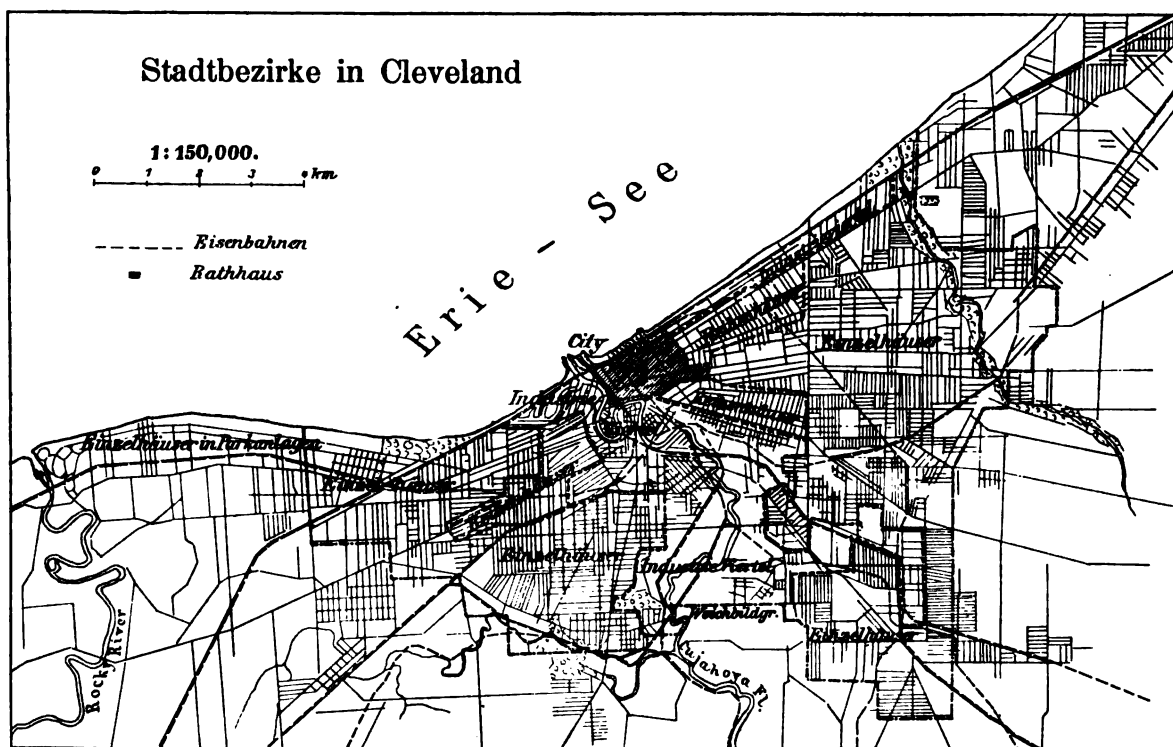 Stadtbezirke in Cleveland
1:150,000.
0 1 2 3 4 km
Eisenbahnen
Rathhaus
Erie - See
City
Einzelhäuser
Einzelhäuser in Parkanlagen
Einzelhäuser
Industrie Viertel
Weichbildgr.
Einzelhäuser
Rocky River
Cujahova Fl.